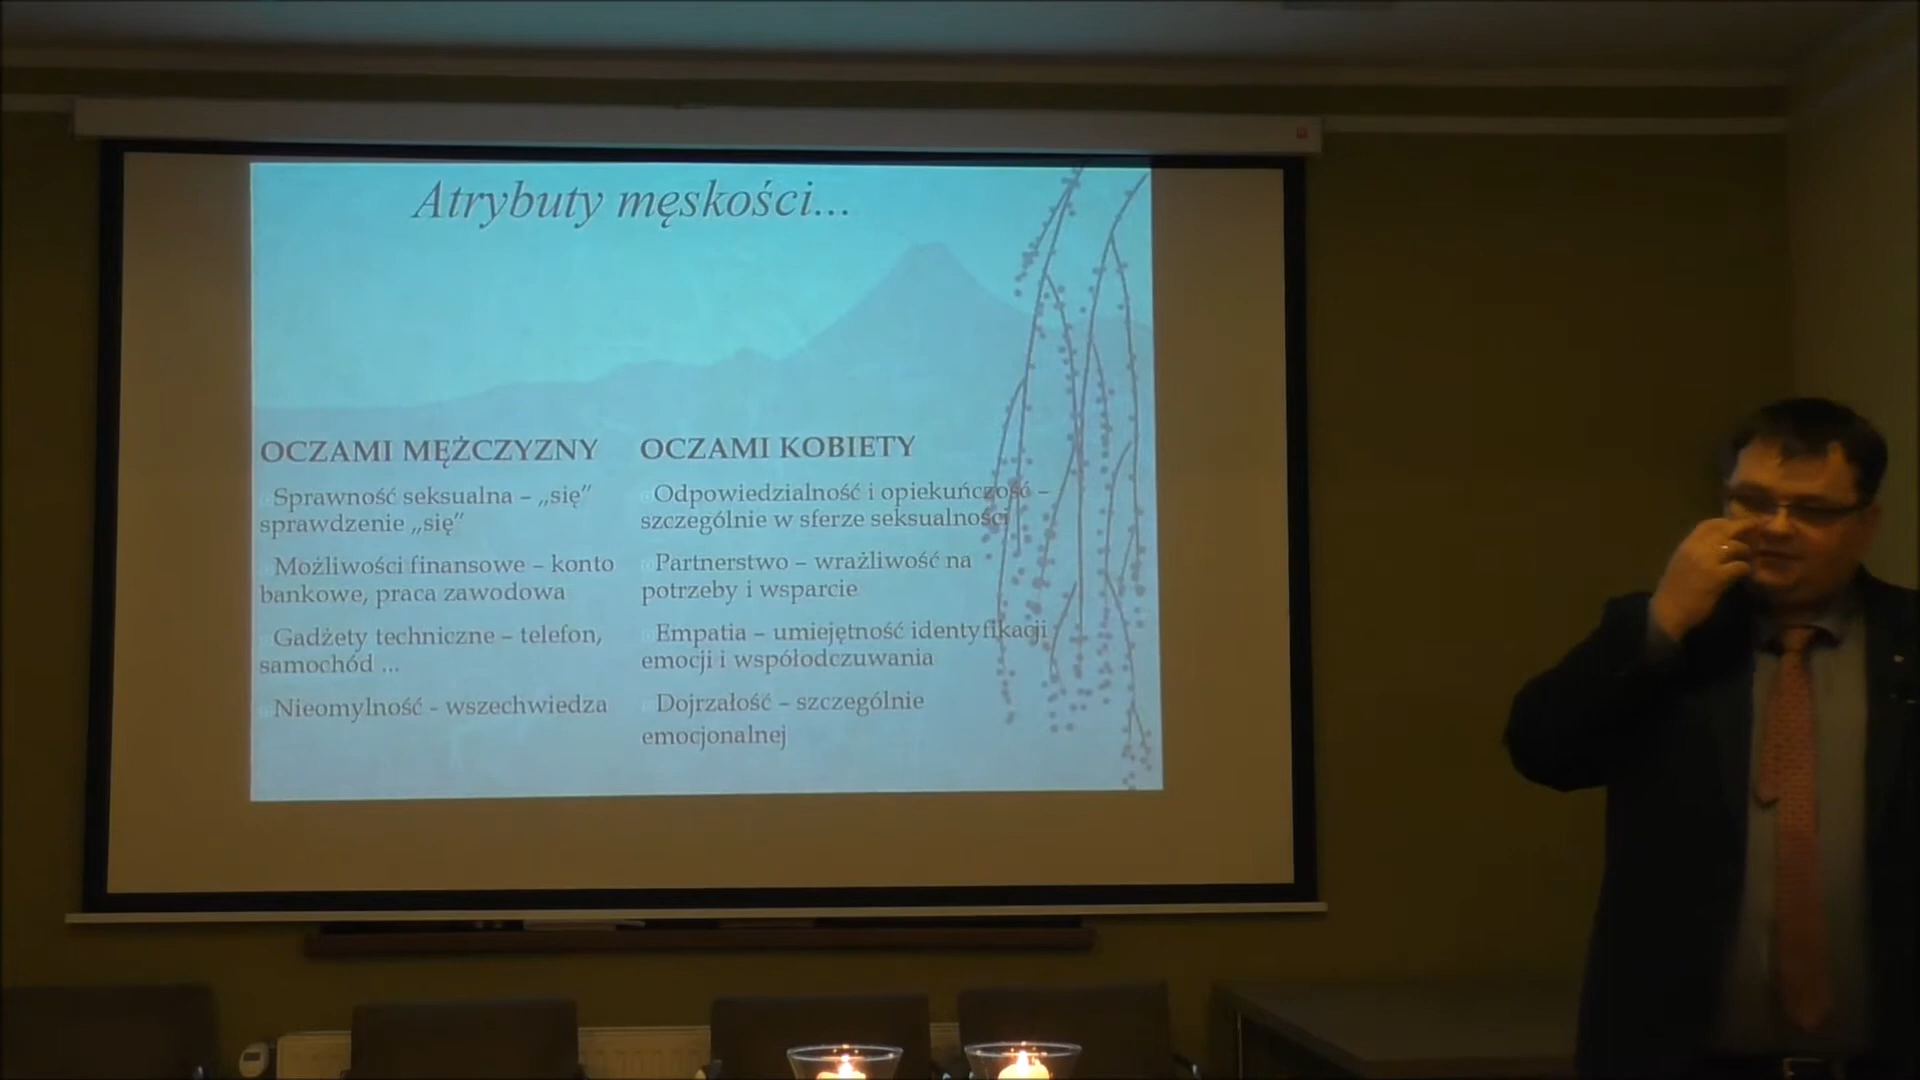 Atrybuty męskości...
OCZAMI MĘŻCZYZNY
Sprawność seksualna – „się”
sprawdzenie „się”
Możliwości finansowe – konto
bankowe, praca zawodowa
Gadżety techniczne – telefon,
samochód ...
Nieomylność - wszechwiedza
OCZAMI KOBIETY
Odpowiedzialność i opiekuńczość –
szczególnie w sferze seksualności
Partnerstwo – wrażliwość na
potrzeby i wsparcie
Empatia – umiejętność identyfikacji
emocji i współodczuwania
Dojrzałość – szczególnie
emocjonalnej